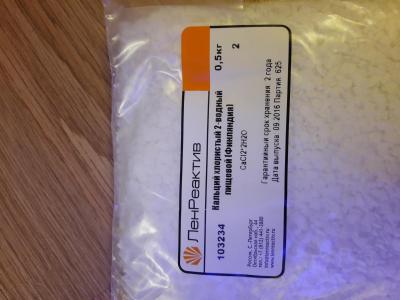 0,5кг
2
ЛенРеактив
Кальций хлористый 2-водный
пищевой (Финляндия)
CaCl2*2H2O
103234
Гарантийный срок хранения 2 года
Дата выпуска 09.2016 Партия 625
Россия, С.-Петербург